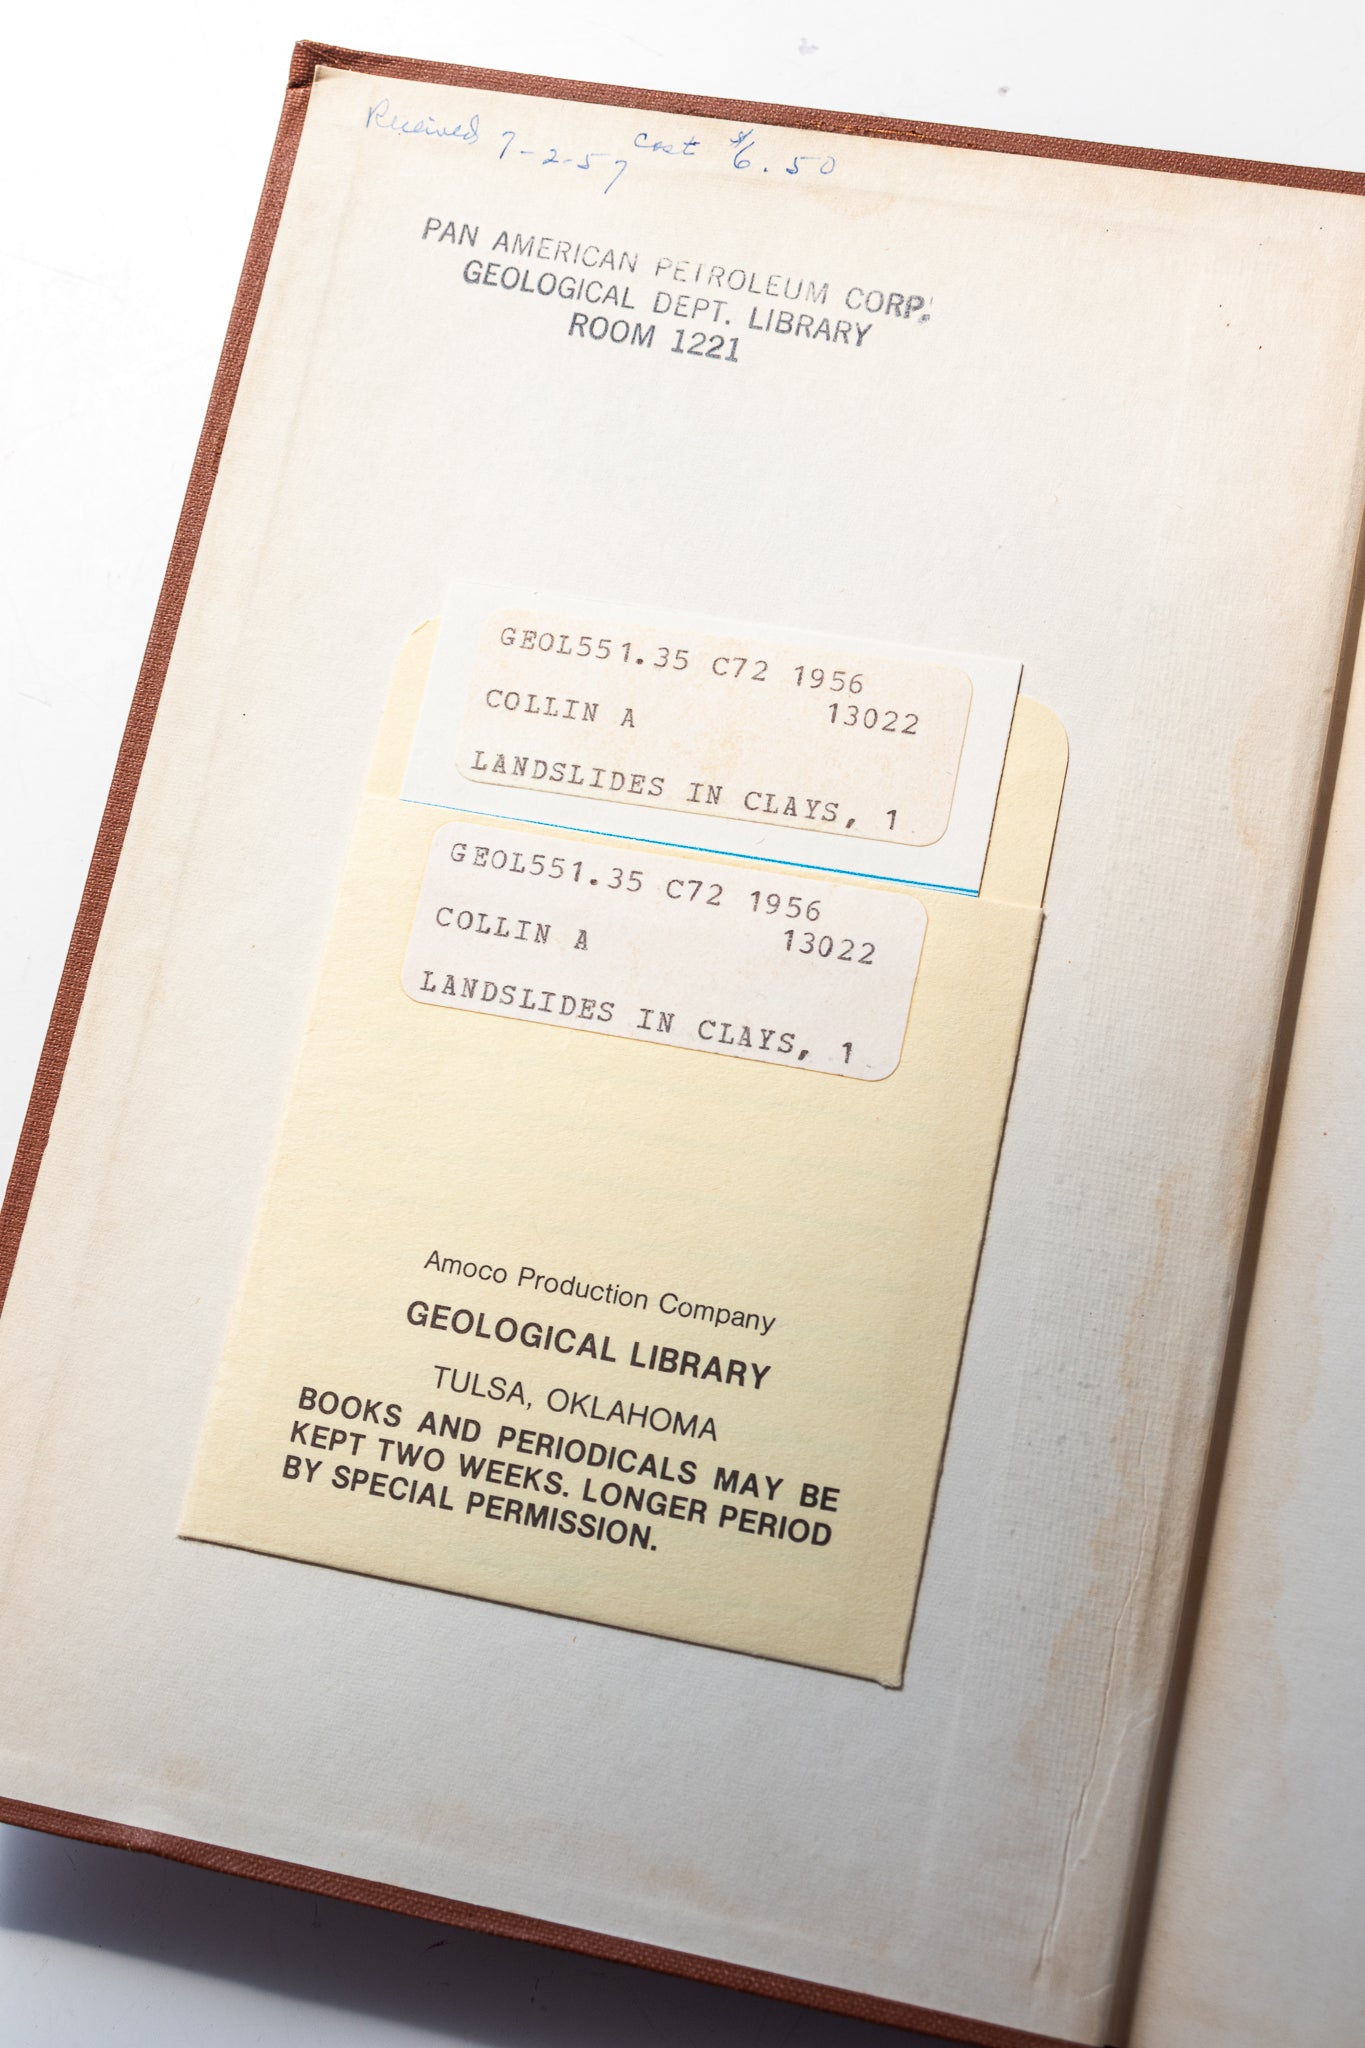 Received 7-2-57 Cost $6.50
PAN AMERICAN PETROLEUM CORP.
GEOLOGICAL DEPT. LIBRARY
ROOM 1221
GEOL551.35 C72 1956
COLLIN A 13022
LANDSLIDES IN CLAYS, 1
GEOL551.35 C72 1956
COLLIN A 13022
LANDSLIDES IN CLAYS, 1
Amoco Production Company
GEOLOGICAL LIBRARY
TULSA, OKLAHOMA
BOOKS AND PERIODICALS MAY BE
KEPT TWO WEEKS. LONGER PERIOD
BY SPECIAL PERMISSION.